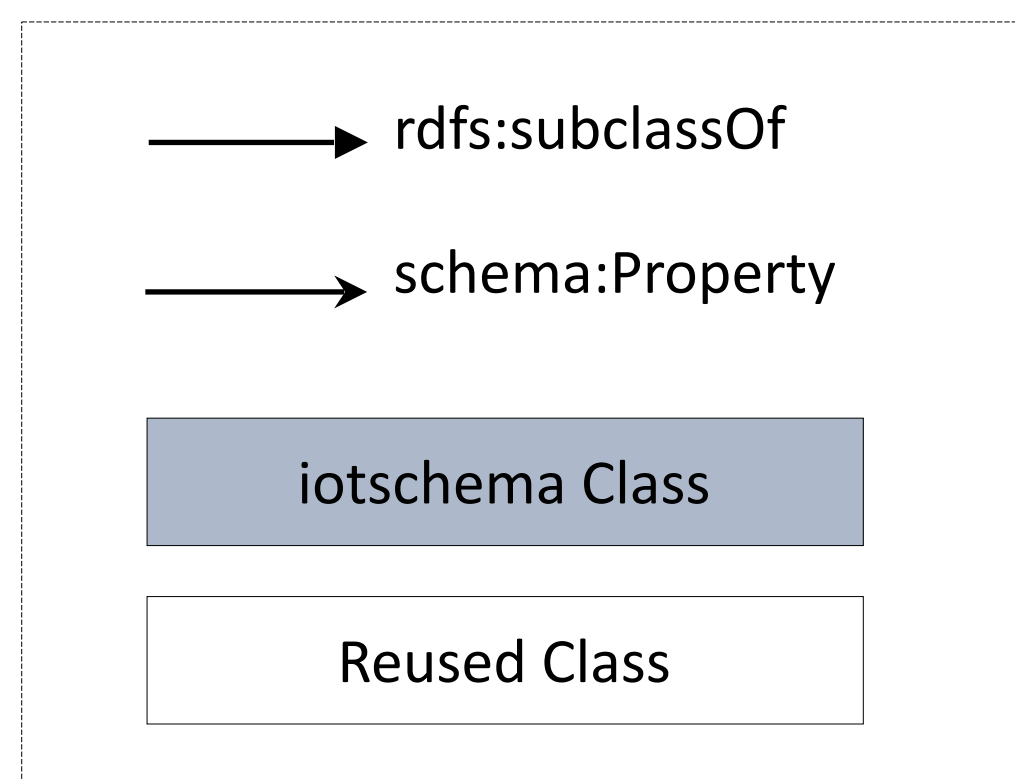 rdfs:subclassOf
schema:Property
iotschema Class
Reused Class